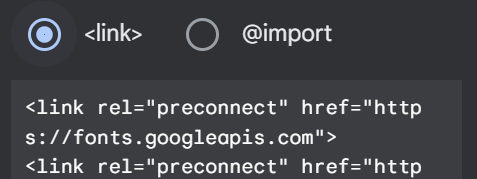 <link> @import
<link rel="preconnect" href="http
s://fonts.googleapis.com">
<link rel="preconnect" href="http